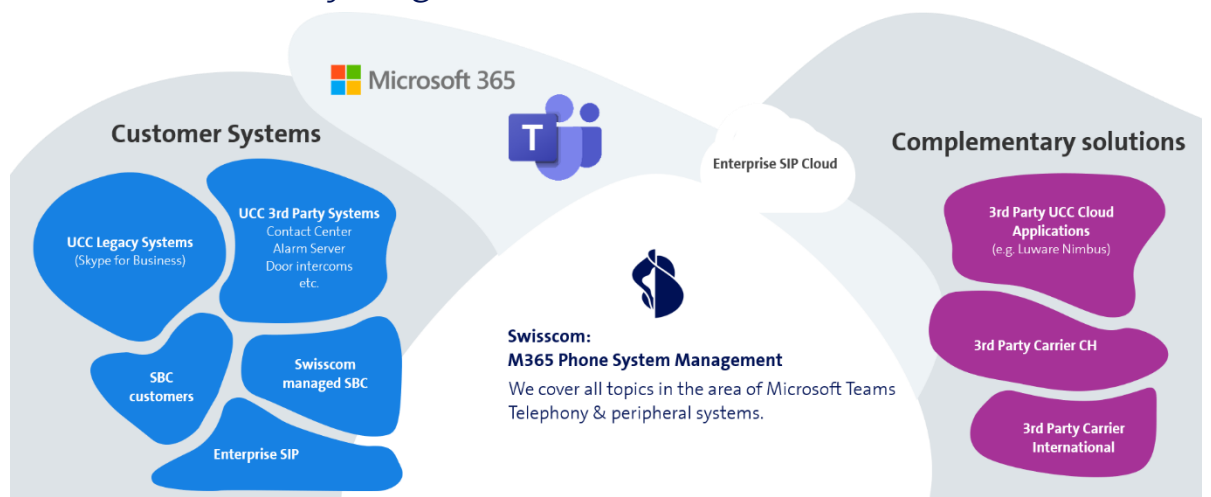 Microsoft 365
T
Customer Systems
Enterprise SIP Cloud
Complementary solutions
UCC Legacy Systems
(Skype for Business)
UCC 3rd Party Systems
Contact Center
Alarm Server
Door intercoms
etc.
SBC
customers
Swisscom
managed SBC
Enterprise SIP
Swisscom:
M365 Phone System Management
We cover all topics in the area of Microsoft Teams
Telephony & peripheral systems.
3rd Party UCC Cloud
Applications
(e.g. Luware Nimbus)
3rd Party Carrier CH
3rd Party Carrier
International